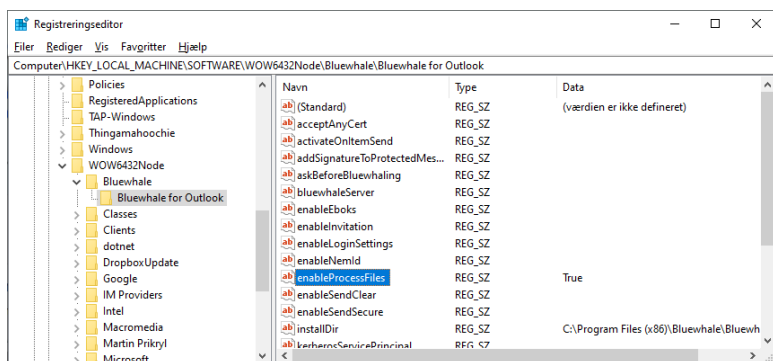 Registreringseditor
Filer Rediger Vis Favoritter Hjælp
Computer\HKEY_LOCAL_MACHINE\SOFTWARE\WOW6432Node\Bluewhale\Bluewhale for Outlook
Policies
RegisteredApplications
TAP-Windows
Thingamahoochie
Windows
WOW6432Node
Bluewhale
Bluewhale for Outlook
Classes
Clients
dotnet
DropboxUpdate
Google
IM Providers
Intel
Macromedia
Martin Prikryl
Microsoft
Navn Type Data
(Standard) REG_SZ (værdien er ikke defineret)
acceptAnyCert REG_SZ
activateOnItemSend REG_SZ
addSignatureToProtectedMes... REG_SZ
askBeforeBluewhaling REG_SZ
bluewhaleServer REG_SZ
enableEboks REG_SZ
enableInvitation REG_SZ
enableLoginSettings REG_SZ
enableNemId REG_SZ
enableProcessFiles REG_SZ True
enableSendClear REG_SZ
enableSendSecure REG_SZ
installDir REG_SZ C:\Program Files (x86)\Bluewhale\Bluewh
kerberosServicePrincipal REG_SZ